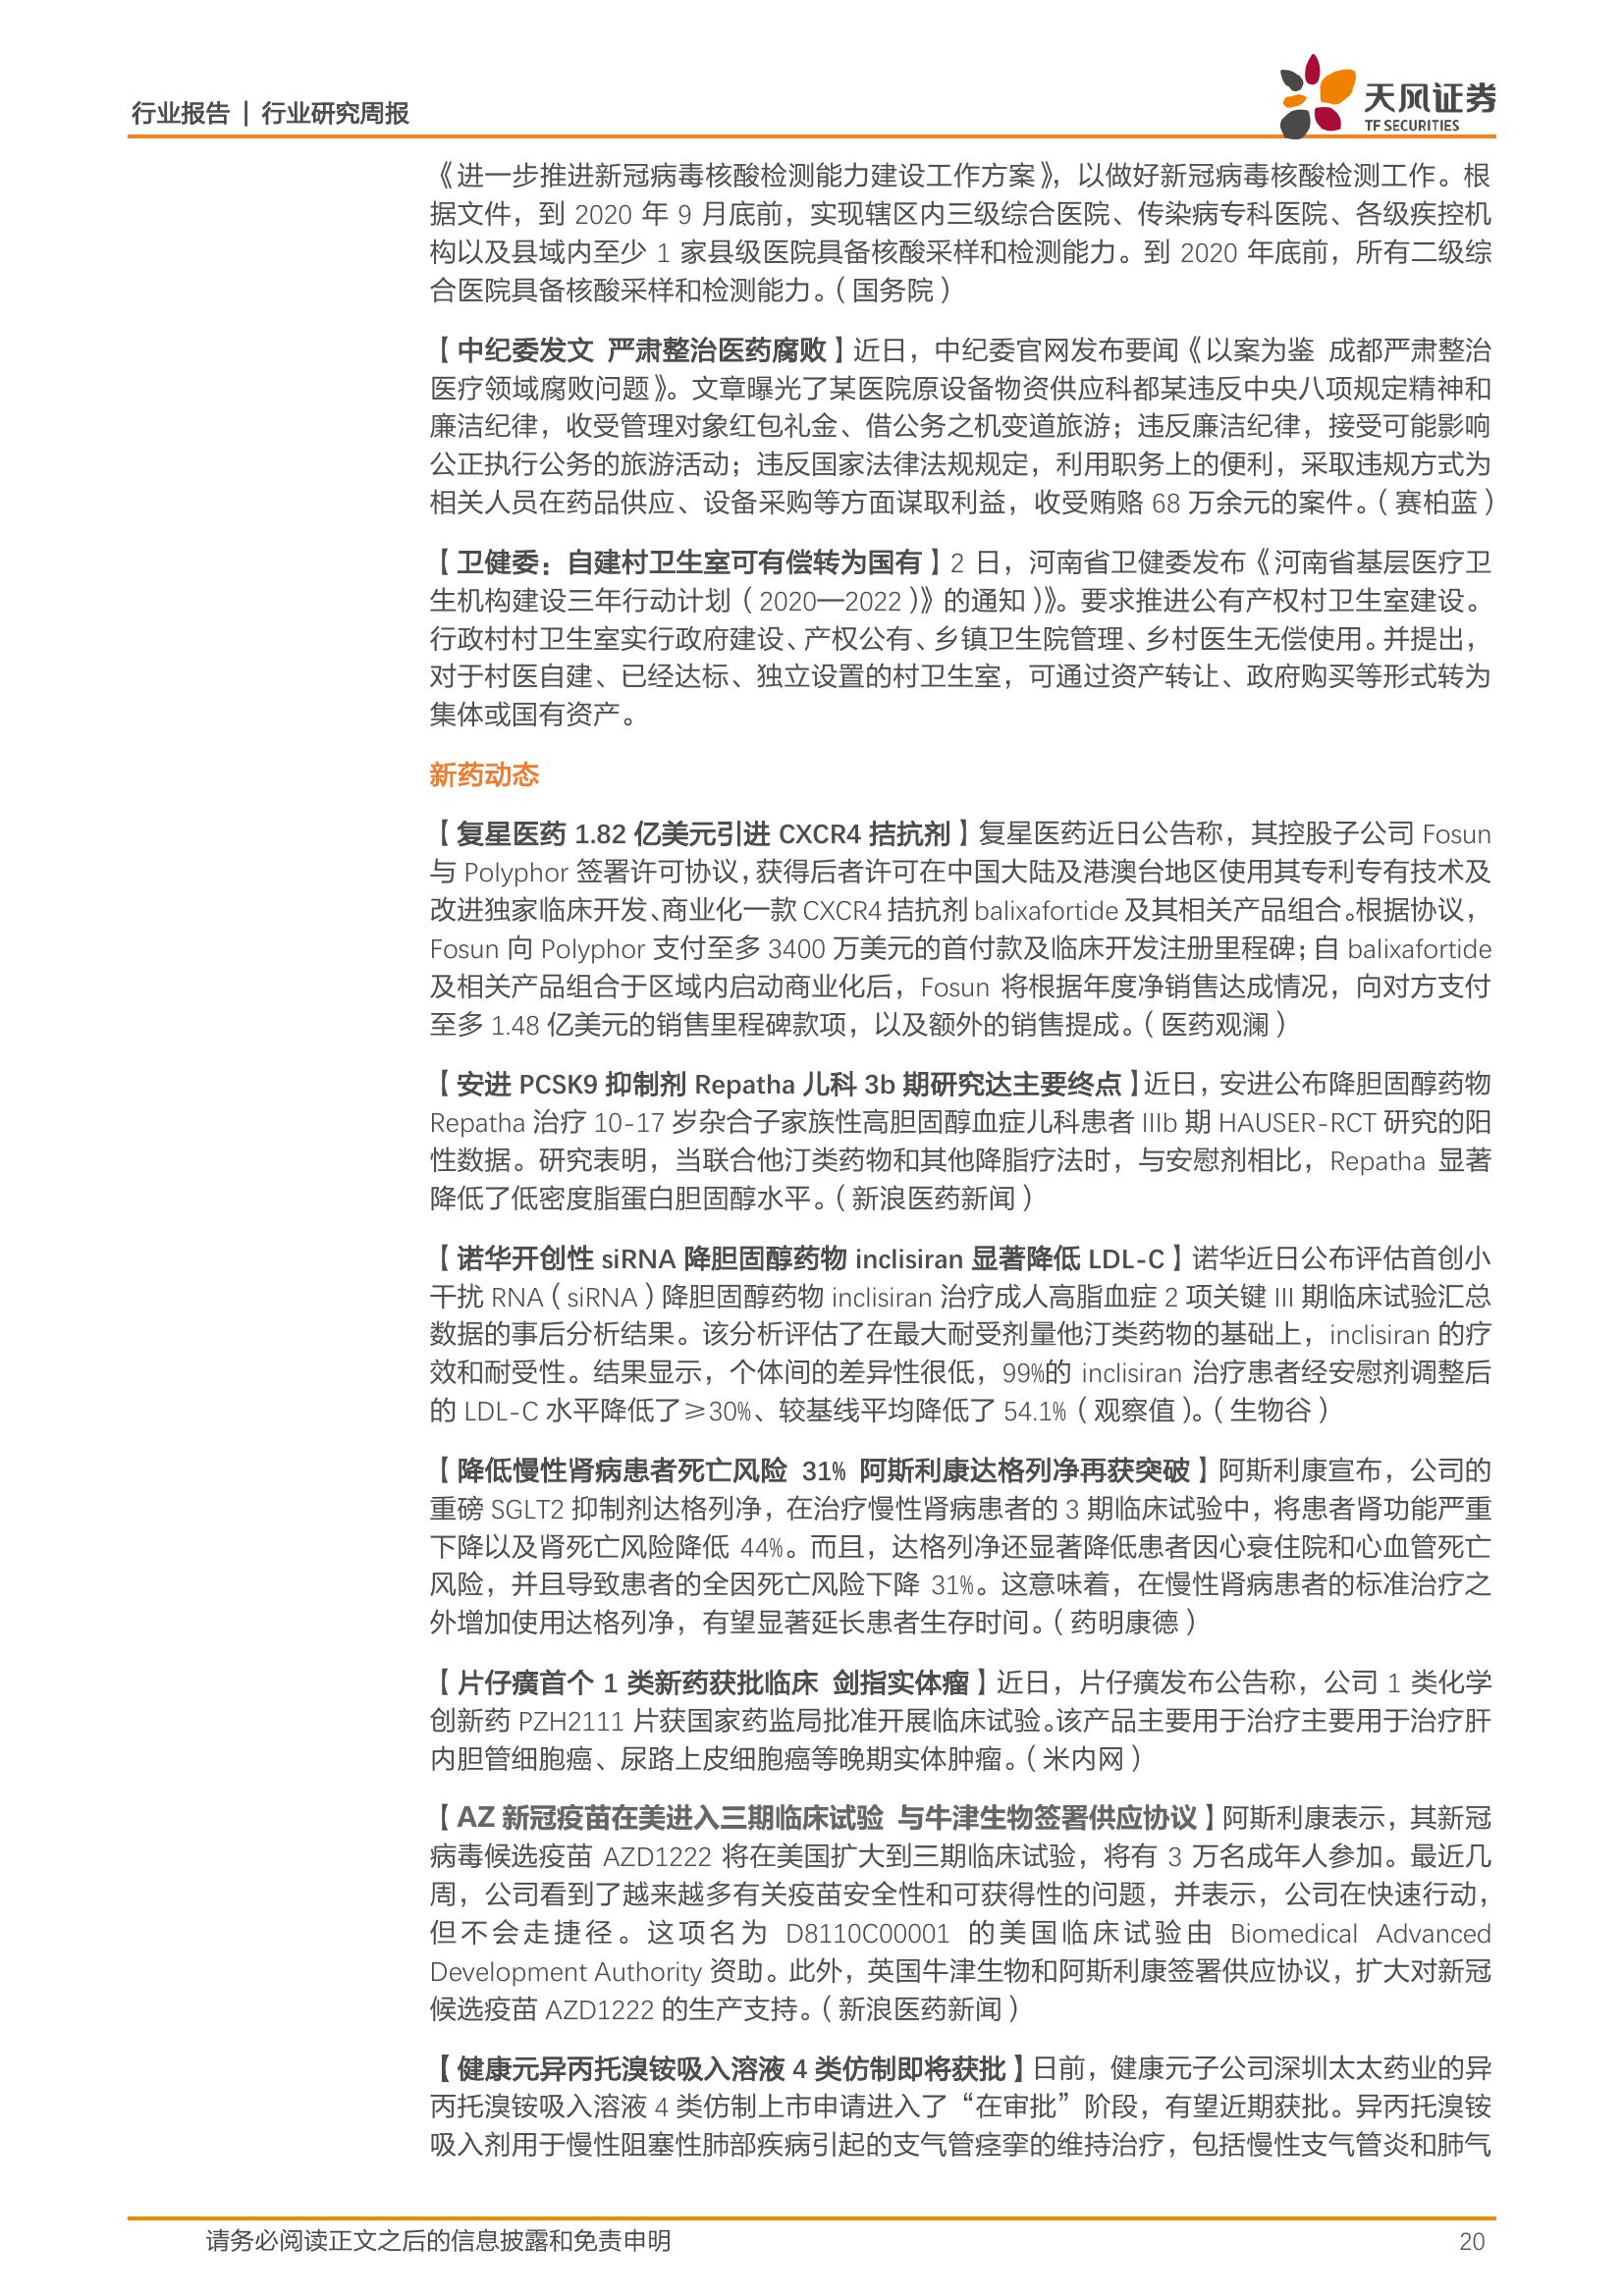 行业报告 | 行业研究周报
天风证券
TF SECURITIES
《进一步推进新冠病毒核酸检测能力建设工作方案》，以做好新冠病毒核酸检测工作。根
据文件，到 2020 年 9 月底前，实现辖区内三级综合医院、传染病专科医院、各级疾控机
构以及县域内至少 1 家县级医院具备核酸采样和检测能力。到 2020 年底前，所有二级综
合医院具备核酸采样和检测能力。（国务院）
【中纪委发文 严肃整治医药腐败】近日，中纪委官网发布要闻《以案为鉴 成都严肃整治
医疗领域腐败问题》。文章曝光了某医院原设备物资供应科都某违反中央八项规定精神和
廉洁纪律，收受管理对象红包礼金、借公务之机变道旅游；违反廉洁纪律，接受可能影响
公正执行公务的旅游活动；违反国家法律法规规定，利用职务上的便利，采取违规方式为
相关人员在药品供应、设备采购等方面谋取利益，收受贿赂 68 万余元的案件。（赛柏蓝）
【卫健委：自建村卫生室可有偿转为国有】2 日，河南省卫健委发布《河南省基层医疗卫
生机构建设三年行动计划（2020—2022）》的通知）》。要求推进公有产权村卫生室建设。
行政村村卫生室实行政府建设、产权公有、乡镇卫生院管理、乡村医生无偿使用。并提出，
对于村医自建、已经达标、独立设置的村卫生室，可通过资产转让、政府购买等形式转为
集体或国有资产。
新药动态
【复星医药 1.82 亿美元引进 CXCR4 拮抗剂】复星医药近日公告称，其控股子公司 Fosun
与 Polyphor 签署许可协议，获得后者许可在中国大陆及港澳台地区使用其专利专有技术及
改进独家临床开发、商业化一款 CXCR4 拮抗剂 balixafortide 及其相关产品组合。根据协议，
Fosun 向 Polyphor 支付至多 3400 万美元的首付款及临床开发注册里程碑；自 balixafortide
及相关产品组合于区域内启动商业化后，Fosun 将根据年度净销售达成情况，向对方支付
至多 1.48 亿美元的销售里程碑款项，以及额外的销售提成。（医药观澜）
【安进 PCSK9 抑制剂 Repatha 儿科 3b 期研究达主要终点】近日，安进公布降胆固醇药物
Repatha 治疗 10-17 岁杂合子家族性高胆固醇血症儿科患者 IIIb 期 HAUSER-RCT 研究的阳
性数据。研究表明，当联合他汀类药物和其他降脂疗法时，与安慰剂相比，Repatha 显著
降低了低密度脂蛋白胆固醇水平。（新浪医药新闻）
【诺华开创性 siRNA 降胆固醇药物 inclisiran 显著降低 LDL-C】诺华近日公布评估首创小
干扰 RNA（siRNA）降胆固醇药物 inclisiran 治疗成人高脂血症 2 项关键 III 期临床试验汇总
数据的事后分析结果。该分析评估了在最大耐受剂量他汀类药物的基础上，inclisiran 的疗
效和耐受性。结果显示，个体间的差异性很低，99%的 inclisiran 治疗患者经安慰剂调整后
的 LDL-C 水平降低了≥30%、较基线平均降低了 54.1%（观察值）。（生物谷）
【降低慢性肾病患者死亡风险 31% 阿斯利康达格列净再获突破】阿斯利康宣布，公司的
重磅 SGLT2 抑制剂达格列净，在治疗慢性肾病患者的 3 期临床试验中，将患者肾功能严重
下降以及肾死亡风险降低 44%。而且，达格列净还显著降低患者因心衰住院和心血管死亡
风险，并且导致患者的全因死亡风险下降 31%。这意味着，在慢性肾病患者的标准治疗之
外增加使用达格列净，有望显著延长患者生存时间。（药明康德）
【片仔癀首个 1 类新药获批临床 剑指实体瘤】近日，片仔癀发布公告称，公司 1 类化学
创新药 PZH2111 片获国家药监局批准开展临床试验。该产品主要用于治疗主要用于治疗肝
内胆管细胞癌、尿路上皮细胞癌等晚期实体肿瘤。（米内网）
【AZ 新冠疫苗在美进入三期临床试验 与牛津生物签署供应协议】阿斯利康表示，其新冠
病毒候选疫苗 AZD1222 将在美国扩大到三期临床试验，将有 3 万名成年人参加。最近几
周，公司看到了越来越多有关疫苗安全性和可获得性的问题，并表示，公司在快速行动，
但不会走捷径。这项名为 D8110C00001 的美国临床试验由 Biomedical Advanced
Development Authority 资助。此外，英国牛津生物和阿斯利康签署供应协议，扩大对新冠
候选疫苗 AZD1222 的生产支持。（新浪医药新闻）
【健康元异丙托溴铵吸入溶液 4 类仿制即将获批】日前，健康元子公司深圳太太药业的异
丙托溴铵吸入溶液 4 类仿制上市申请进入了“在审批”阶段，有望近期获批。异丙托溴铵
吸入剂用于慢性阻塞性肺部疾病引起的支气管痉挛的维持治疗，包括慢性支气管炎和肺气
请务必阅读正文之后的信息披露和免责申明
20